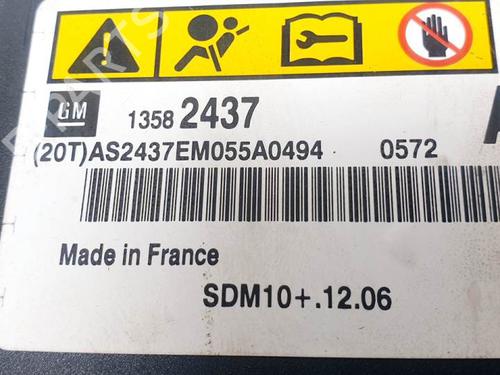 GM 1358 2437
(20T)AS2437EM055A0494 0572
Made in France
SDM10+.12.06